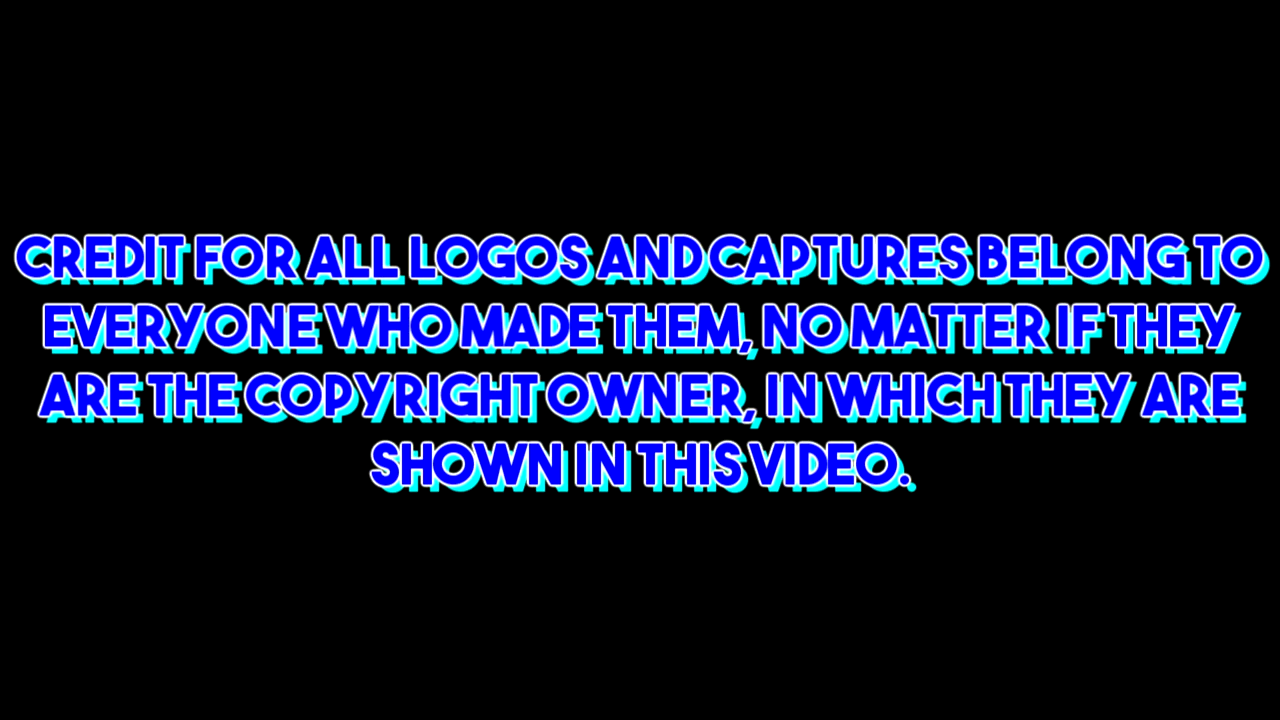 CREDIT FOR ALL LOGOS AND CAPTURES BELONG TO
EVERYONE WHO MADE THEM, NO MATTER IF THEY
ARE THE COPYRIGHT OWNER, IN WHICH THEY ARE
SHOWN IN THIS VIDEO.